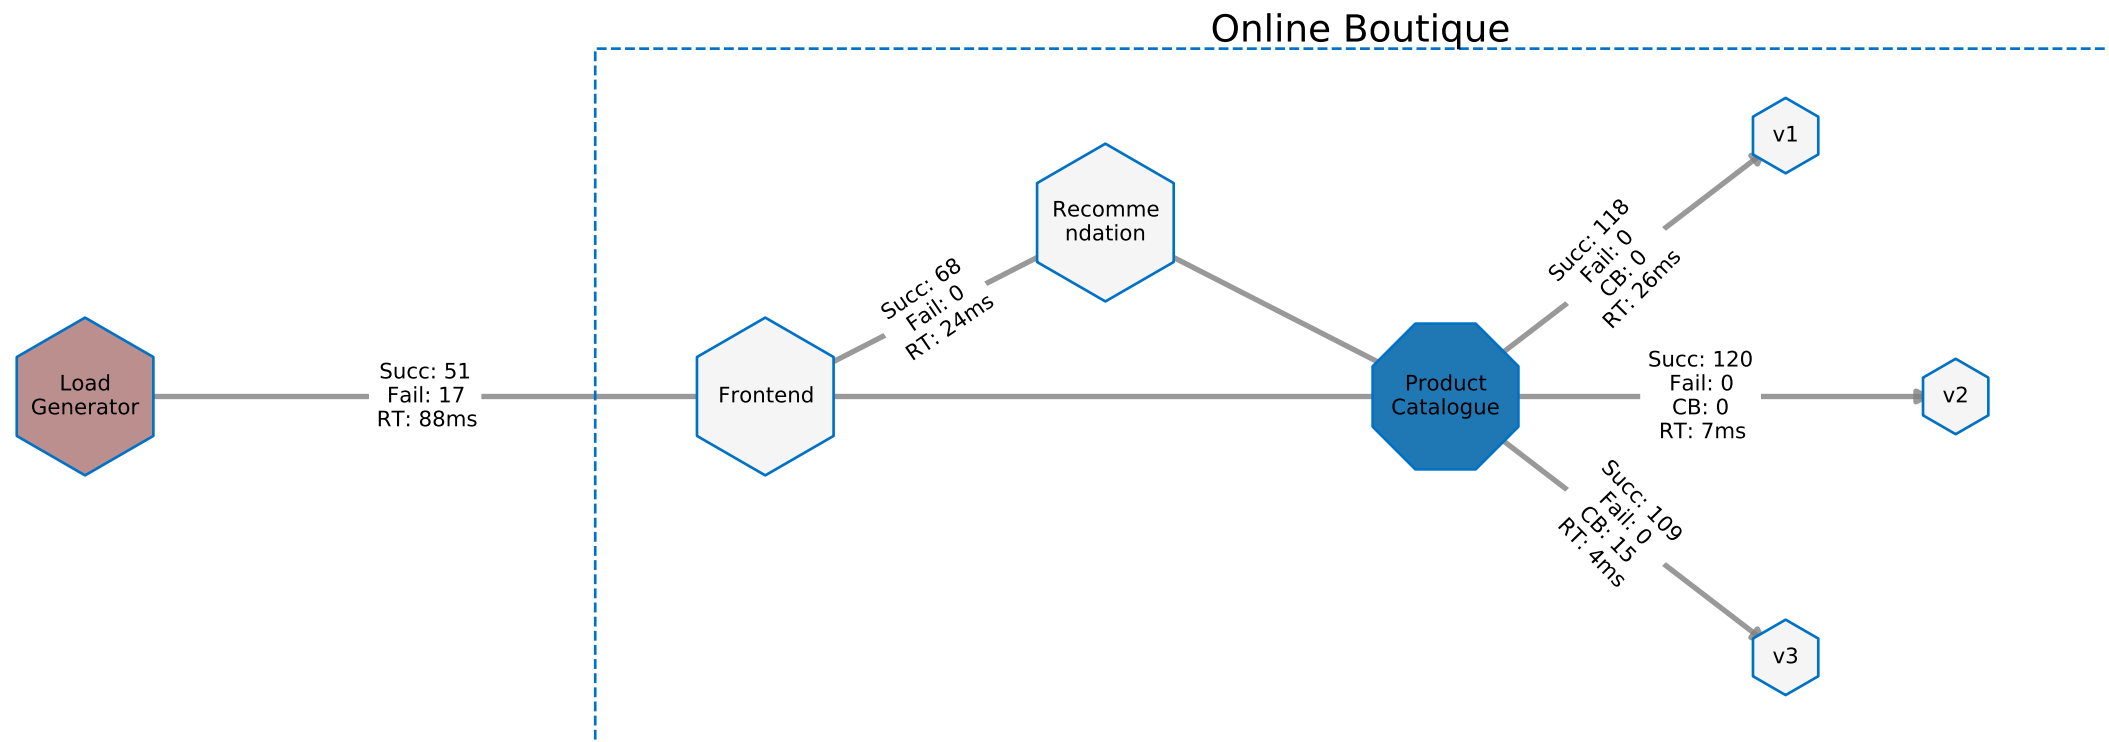 Online Boutique
Load
Generator
Succ: 51
Fail: 17
RT: 88ms
Frontend
Succ: 68
Fail: 0
RT: 24ms
Recomme
ndation
Product
Catalogue
Succ: 118
Fail: 0
CB: 0
RT: 26ms
v1
Succ: 120
Fail: 0
CB: 0
RT: 7ms
v2
Succ: 109
Fail: 0
CB: 15
RT: 4ms
v3